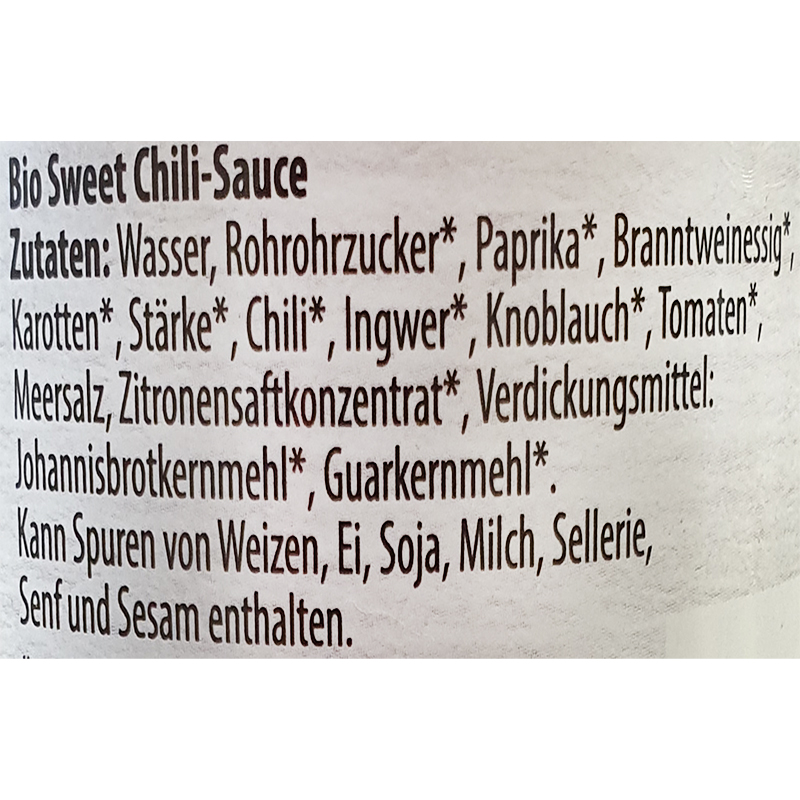 Bio Sweet Chili-Sauce
Zutaten: Wasser, Rohrohrzucker*, Paprika*, Branntweinessig*,
Karotten*, Stärke*, Chili*, Ingwer*, Knoblauch*, Tomaten*,
Meersalz, Zitronensaftkonzentrat*, Verdickungsmittel:
Johannisbrotkernmehl*, Guarkernmehl*.
Kann Spuren von Weizen, Ei, Soja, Milch, Sellerie,
Senf und Sesam enthalten.